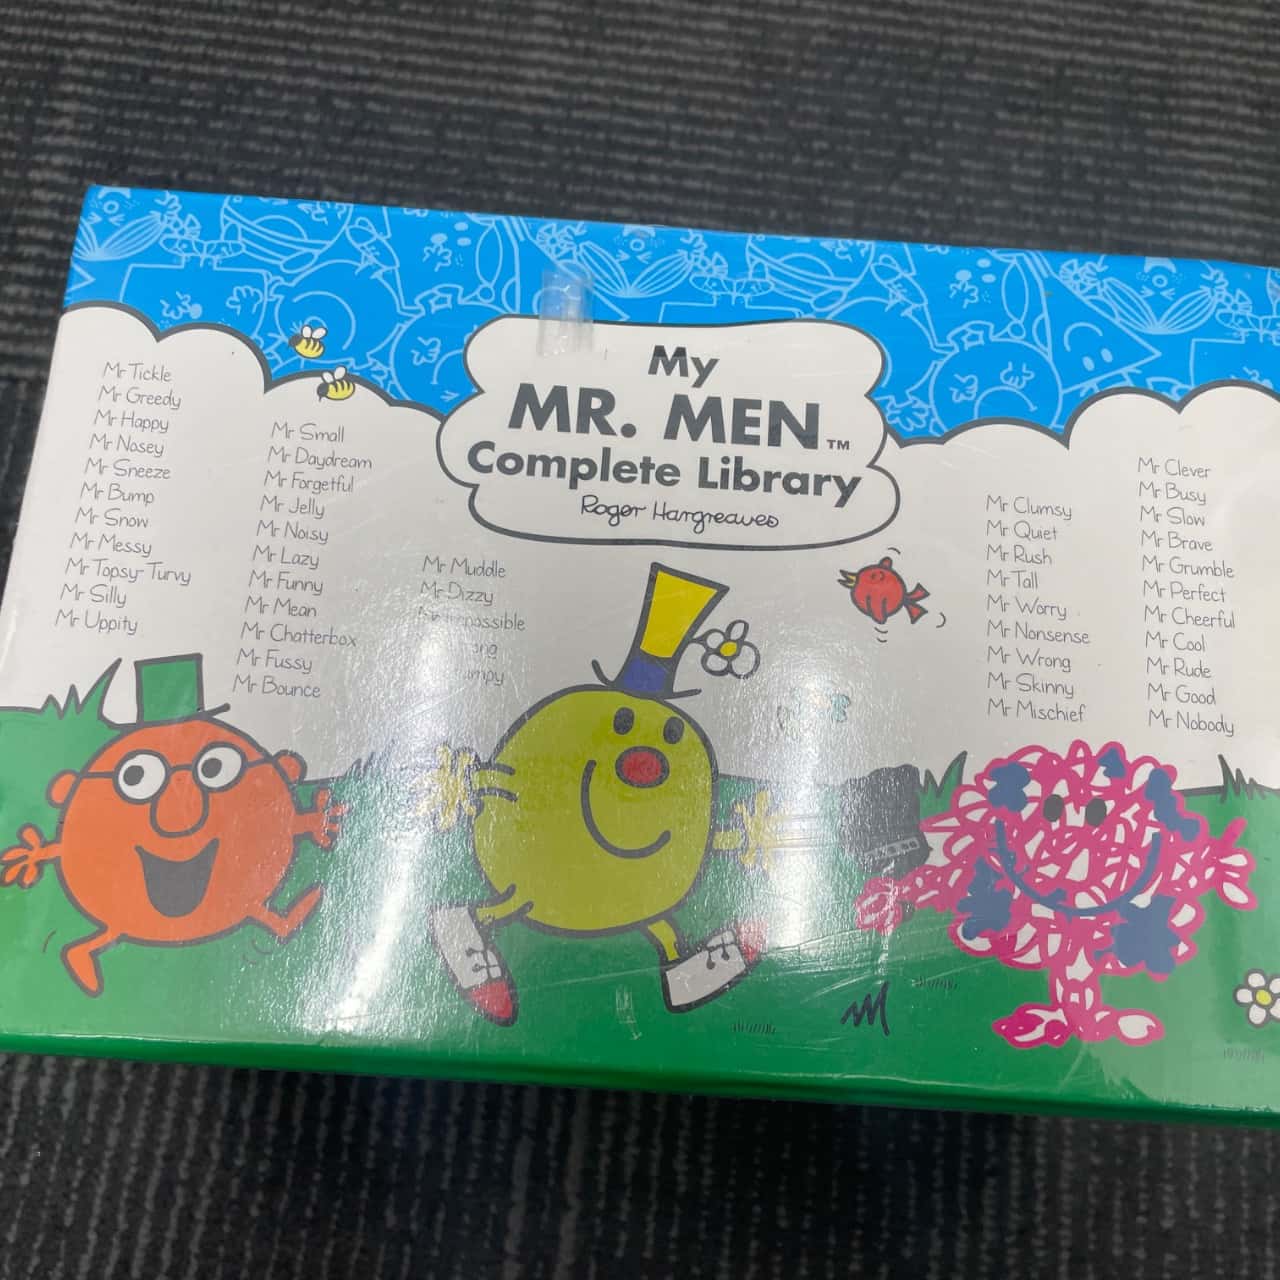 My
MR. MEN™
Complete Library
Roger Hargreaves
Mr Tickle
Mr Greedy
Mr Happy
Mr Nosey
Mr Sneeze
Mr Bump
Mr Snow
Mr Messy
Mr Topsy-Turvy
Mr Silly
Mr Uppity
Mr Small
Mr Daydream
Mr Forgetful
Mr Jelly
Mr Noisy
Mr Lazy
Mr Funny
Mr Mean
Mr Chatterbox
Mr Fussy
Mr Bounce
Mr Muddle
Mr Dizzy
Mr Impossible
Mr Clumsy
Mr Quiet
Mr Rush
Mr Tall
Mr Worry
Mr Nonsense
Mr Wrong
Mr Skinny
Mr Mischief
Mr Clever
Mr Busy
Mr Slow
Mr Brave
Mr Grumble
Mr Perfect
Mr Cheerful
Mr Cool
Mr Rude
Mr Good
Mr Nobody